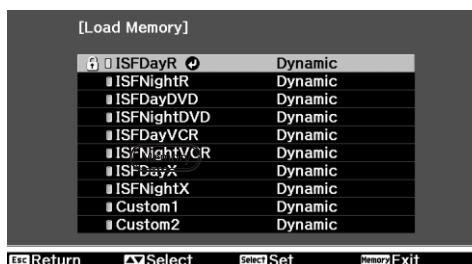 [Load Memory]
ISFDayR Dynamic
ISFNightR Dynamic
ISFDayDVD Dynamic
ISFNightDVD Dynamic
ISFDayVCR Dynamic
ISFNightVCR Dynamic
ISFDayX Dynamic
ISFNightX Dynamic
Custom1 Dynamic
Custom2 Dynamic
Esc Return Select Select Set Memory Exit